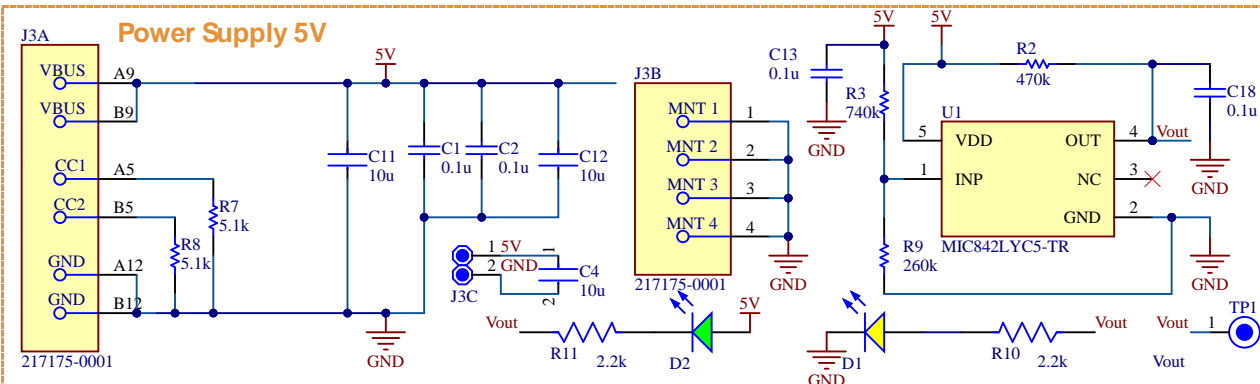 Power Supply 5V
J3A
VBUS A9
VBUS B9
CC1 A5
CC2 B5
GND A12
GND B12
217175-0001
R7
5.1k
R8
5.1k
5V
C11
10u
C1
0.1u
C2
0.1u
C12
10u
GND
1 5V 1
2 GND
J3C
C4
10u
2
J3B
MNT 1 1
MNT 2 2
MNT 3 3
MNT 4 4
217175-0001
GND
Vout
R11 2.2k
D2
5V
C13
0.1u
GND
5V
R3
740k
5V
R2
470k
U1
5 VDD OUT 4 Vout
1 INP NC 3
GND 2
MIC842LYC5-TR
C18
0.1u
GND
R9
260k
GND
GND
D1
R10 2.2k
Vout
Vout 1
TP1
Vout